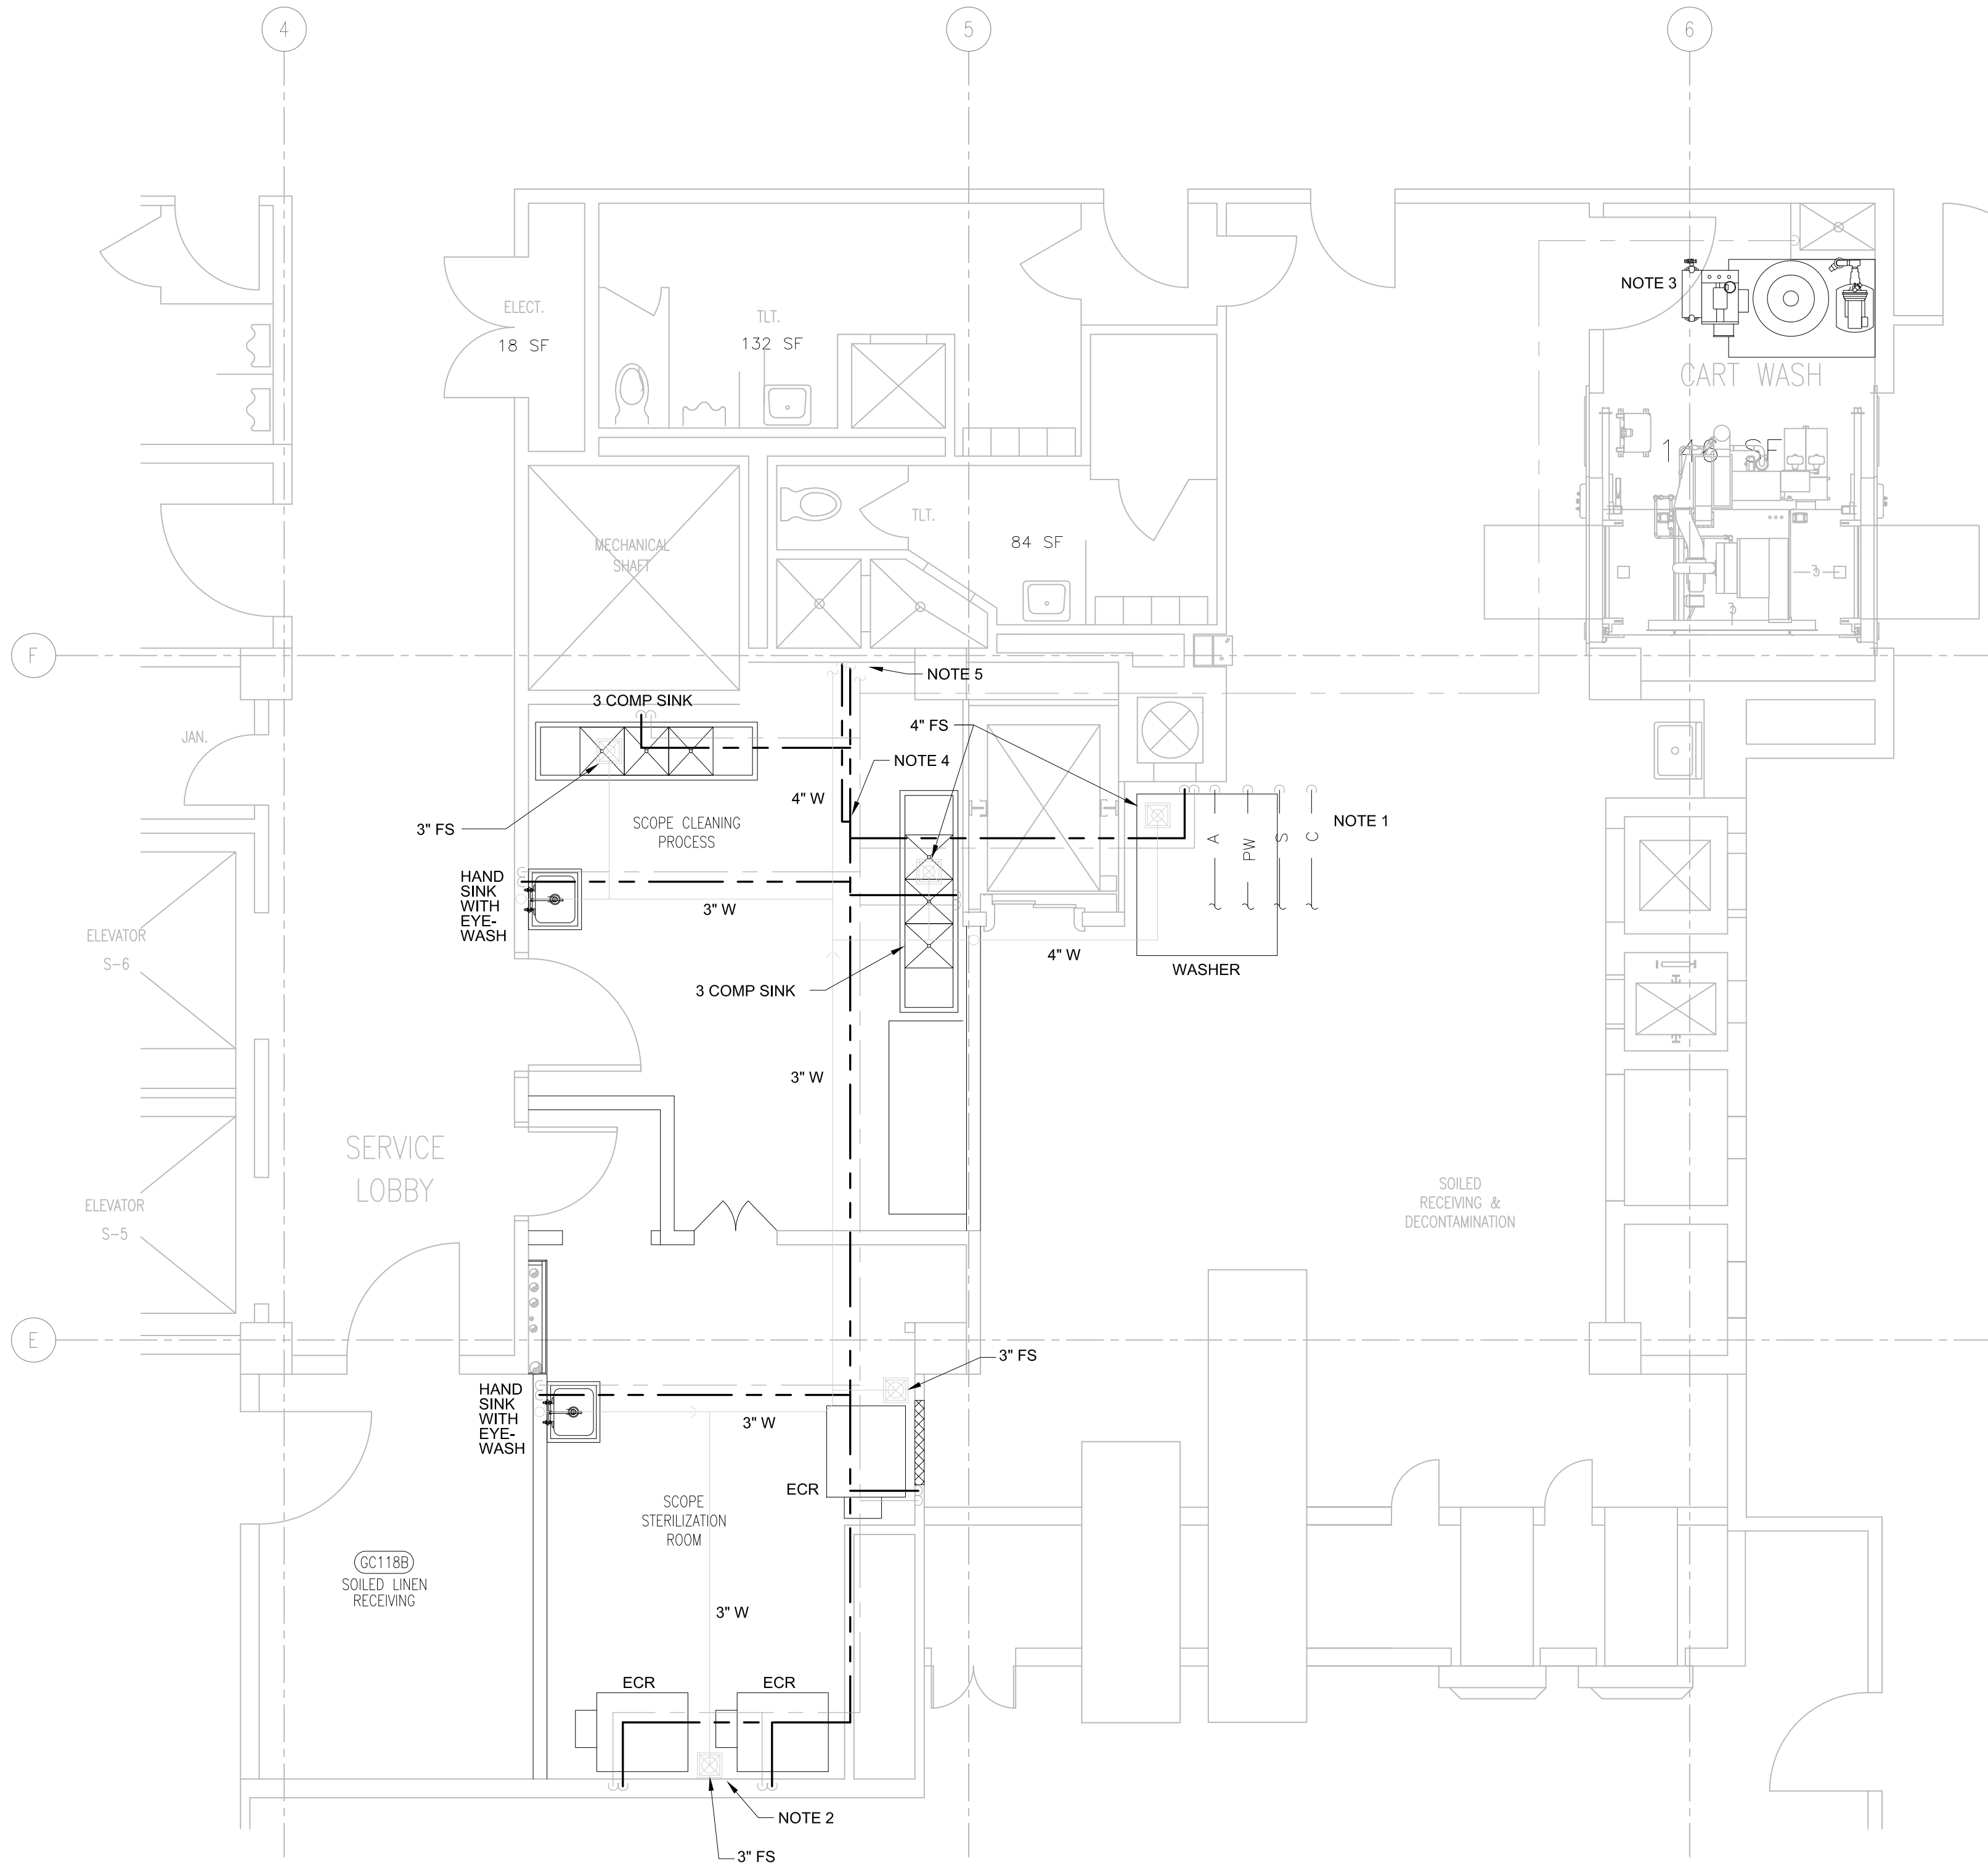 4
5
6
NOTE 3
ELECT.
18 SF
TLT.
132 SF
CART WASH
146 SF
TLT.
84 SF
MECHANICAL
SHAFT
F
NOTE 5
3 COMP SINK
4" FS
JAN.
NOTE 4
4" W
3" FS
SCOPE CLEANING
PROCESS
A
PW
S
C
NOTE 1
HAND
SINK
WITH
EYE-
WASH
3" W
ELEVATOR
S-6
4" W
WASHER
3 COMP SINK
3" W
SERVICE
LOBBY
ELEVATOR
S-5
SOILED
RECEIVING &
DECONTAMINATION
E
3" FS
HAND
SINK
WITH
EYE-
WASH
3" W
ECR
SCOPE
STERILIZATION
ROOM
GC118B
SOILED LINEN
RECEIVING
3" W
ECR
ECR
NOTE 2
3" FS